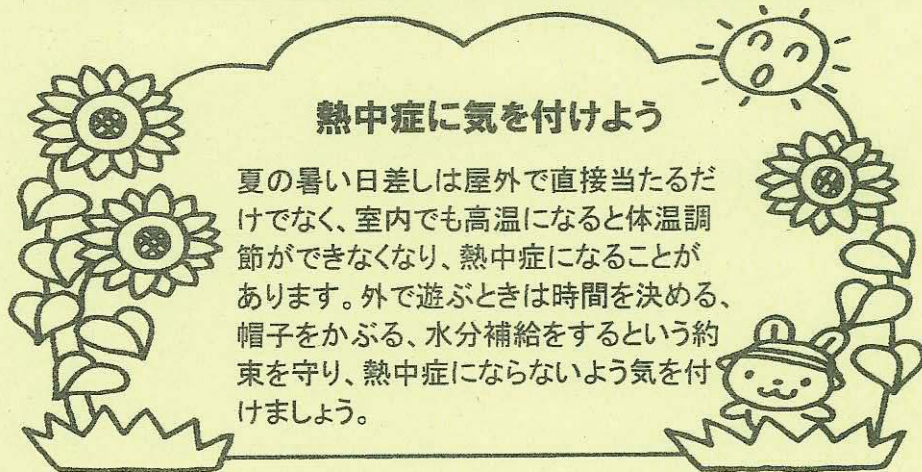 熱中症に気を付けよう
夏の暑い日差しは屋外で直接当たるだ
けでなく、室内でも高温になると体温調
節ができなくなり、熱中症になることが
あります。外で遊ぶときは時間を決める、
帽子をかぶる、水分補給をするという約
束を守り、熱中症にならないよう気を付
けましょう。